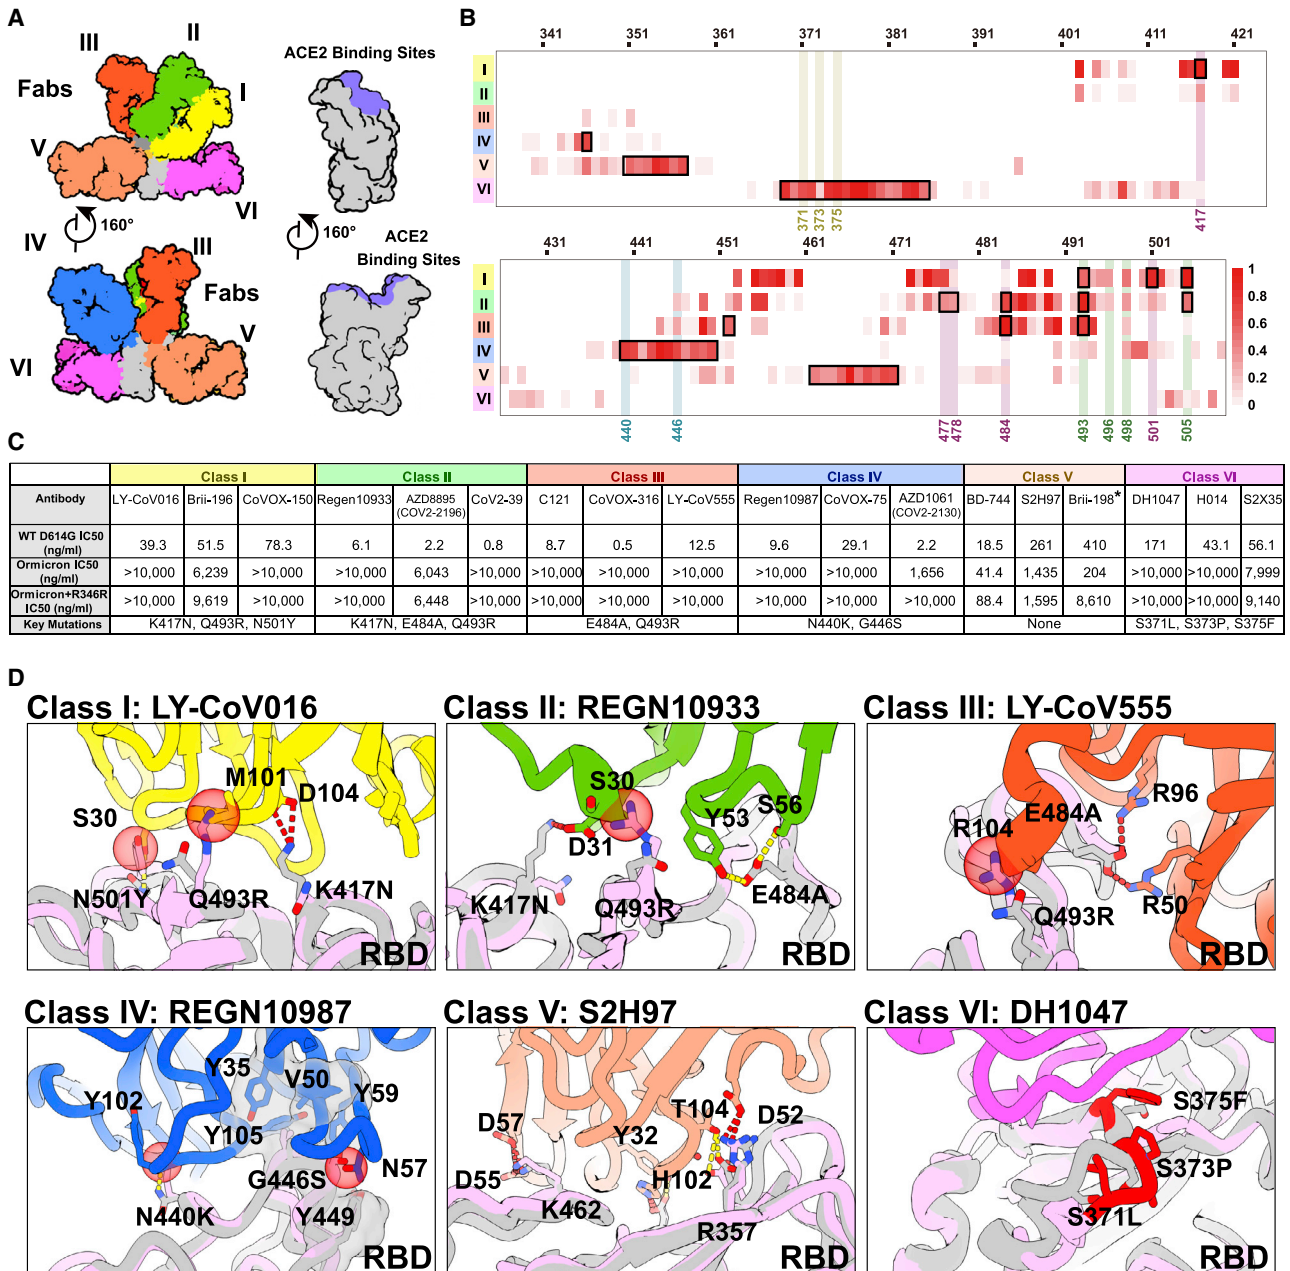 A
III
II
Fabs
I
V
VI
160°
IV
III
Fabs
V
VI
ACE2 Binding Sites
160°
ACE2
Binding Sites
B
341 351 361 371 381 391 401 411 421
I
II
III
IV
V
VI
371 373 375 417
431 441 451 461 471 481 491 501
I
II
III
IV
V
VI
440 446 477 478 484 493 496 498 501 505
1
0.8
0.6
0.4
0.2
0
C
Class I Class II Class III Class IV Class V Class VI
Antibody LY-CoV016 Brii-196 CoVOX-150 Regen10933 AZD8895 (COV2-2196) CoV2-39 C121 CoVOX-316 LY-CoV555 Regen10987 CoVOX-75 AZD1061 (COV2-2130) BD-744 S2H97 Brii-198* DH1047 H014 S2X35
WT D614G IC50 (ng/ml) 39.3 51.5 78.3 6.1 2.2 0.8 8.7 0.5 12.5 9.6 29.1 2.2 18.5 261 410 171 43.1 56.1
Ormicron IC50 (ng/ml) >10,000 6,239 >10,000 >10,000 6,043 >10,000 >10,000 >10,000 >10,000 >10,000 >10,000 1,656 41.4 1,435 204 >10,000 >10,000 7,999
Ormicron+R346R IC50 (ng/ml) >10,000 9,619 >10,000 >10,000 6,448 >10,000 >10,000 >10,000 >10,000 >10,000 >10,000 >10,000 88.4 1,595 8,610 >10,000 >10,000 9,140
Key Mutations K417N, Q493R, N501Y K417N, E484A, Q493R E484A, Q493R N440K, G446S None S371L, S373P, S375F
D
Class I: LY-CoV016
M101
D104
S30
N501Y
Q493R
K417N
RBD
Class II: REGN10933
S30
S56
Y53
D31
K417N
Q493R
E484A
RBD
Class III: LY-CoV555
R96
E484A
R104
Q493R
R50
RBD
Class IV: REGN10987
Y35
V50
Y59
Y102
Y105
N57
G446S
N440K
Y449
RBD
Class V: S2H97
T104
D52
D57
Y32
D55
H102
K462
R357
RBD
Class VI: DH1047
S375F
S373P
S371L
RBD